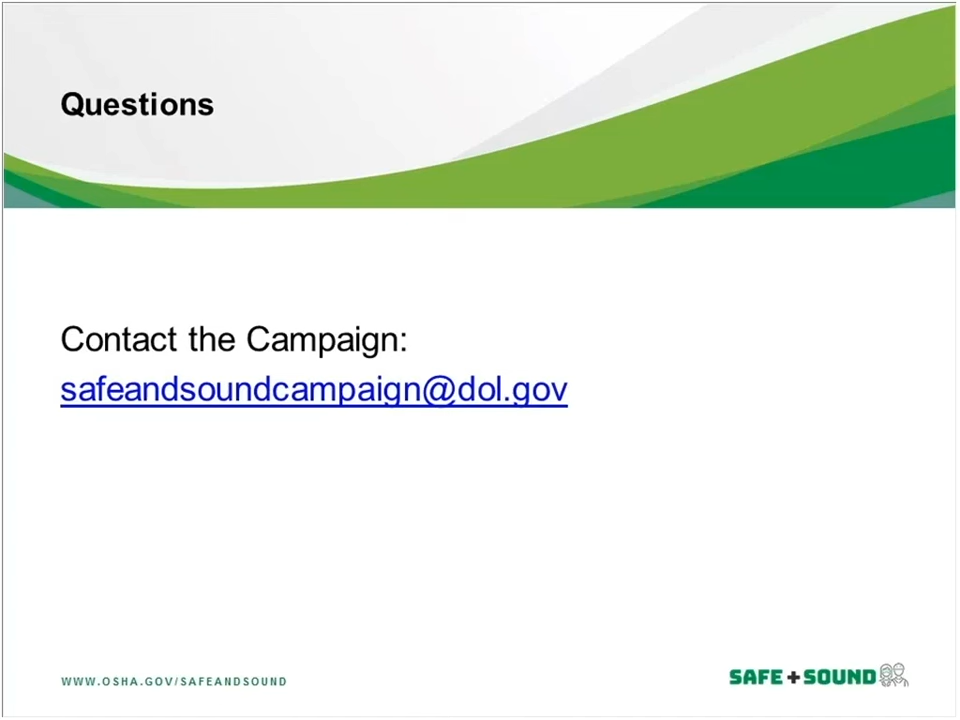 Questions
Contact the Campaign:
safeandsoundcampaign@dol.gov
WWW.OSHA.GOV/SAFEANDSOUND
SAFE + SOUND